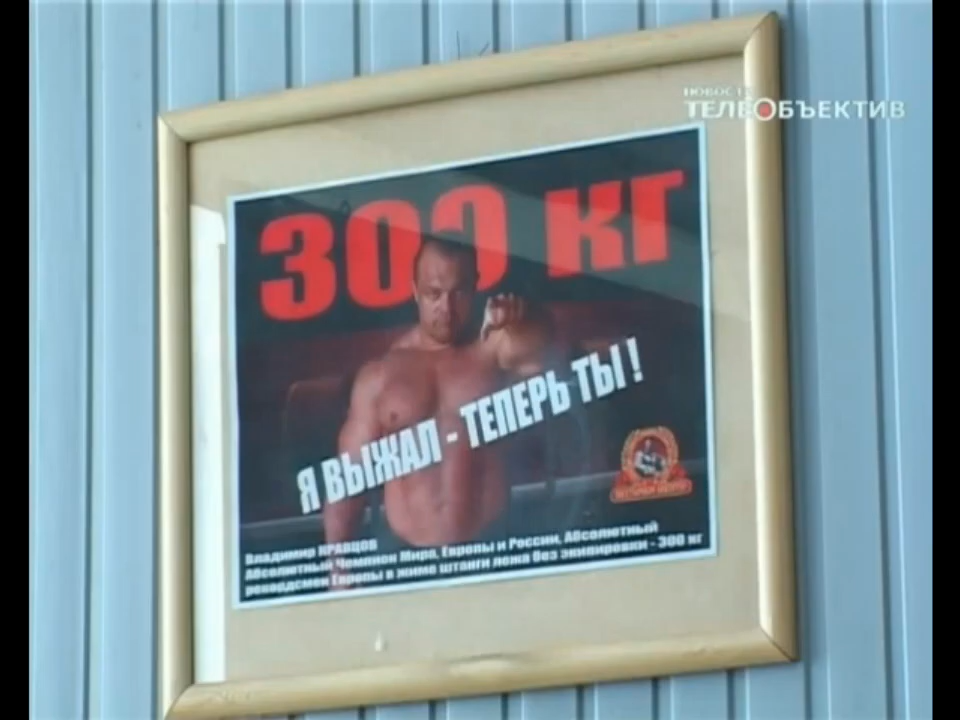 НОВОСТИ
ТЕЛЕОБЪЕКТИВ
300 КГ
Я ВЫЖАЛ - ТЕПЕРЬ ТЫ !
Владимир КРАВЦОВ
Абсолютный Чемпион Мира, Европы и России, Абсолютный
рекордсмен Европы в жиме штанги лежа без экипировки - 300 кг